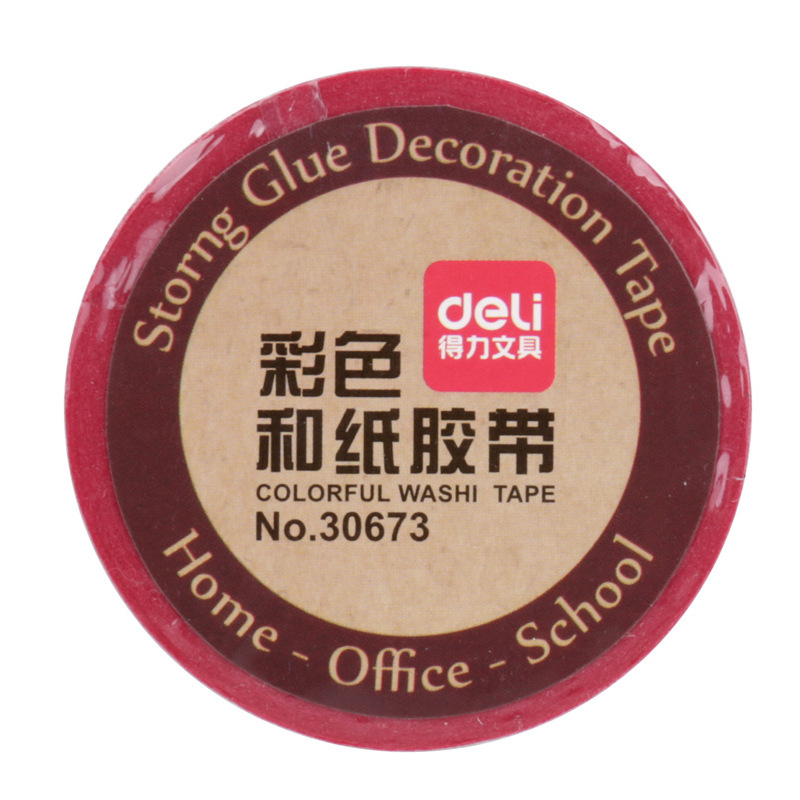 Storng Glue Decoration Tape
deli
得力文具
彩色
和纸胶带
COLORFUL WASHI TAPE
No.30673
Home - Office - School